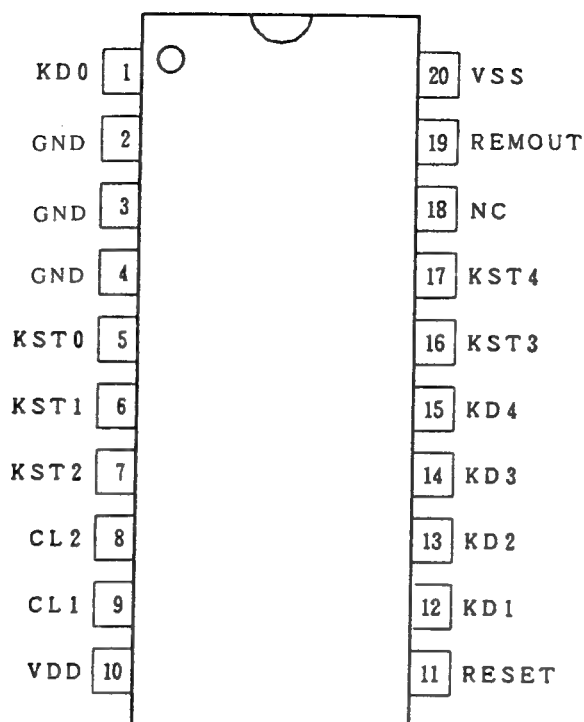 KD0 1 20 VSS
GND 2 19 REMOUT
GND 3 18 NC
GND 4 17 KST4
KST0 5 16 KST3
KST1 6 15 KD4
KST2 7 14 KD3
CL2 8 13 KD2
CL1 9 12 KD1
VDD 10 11 RESET